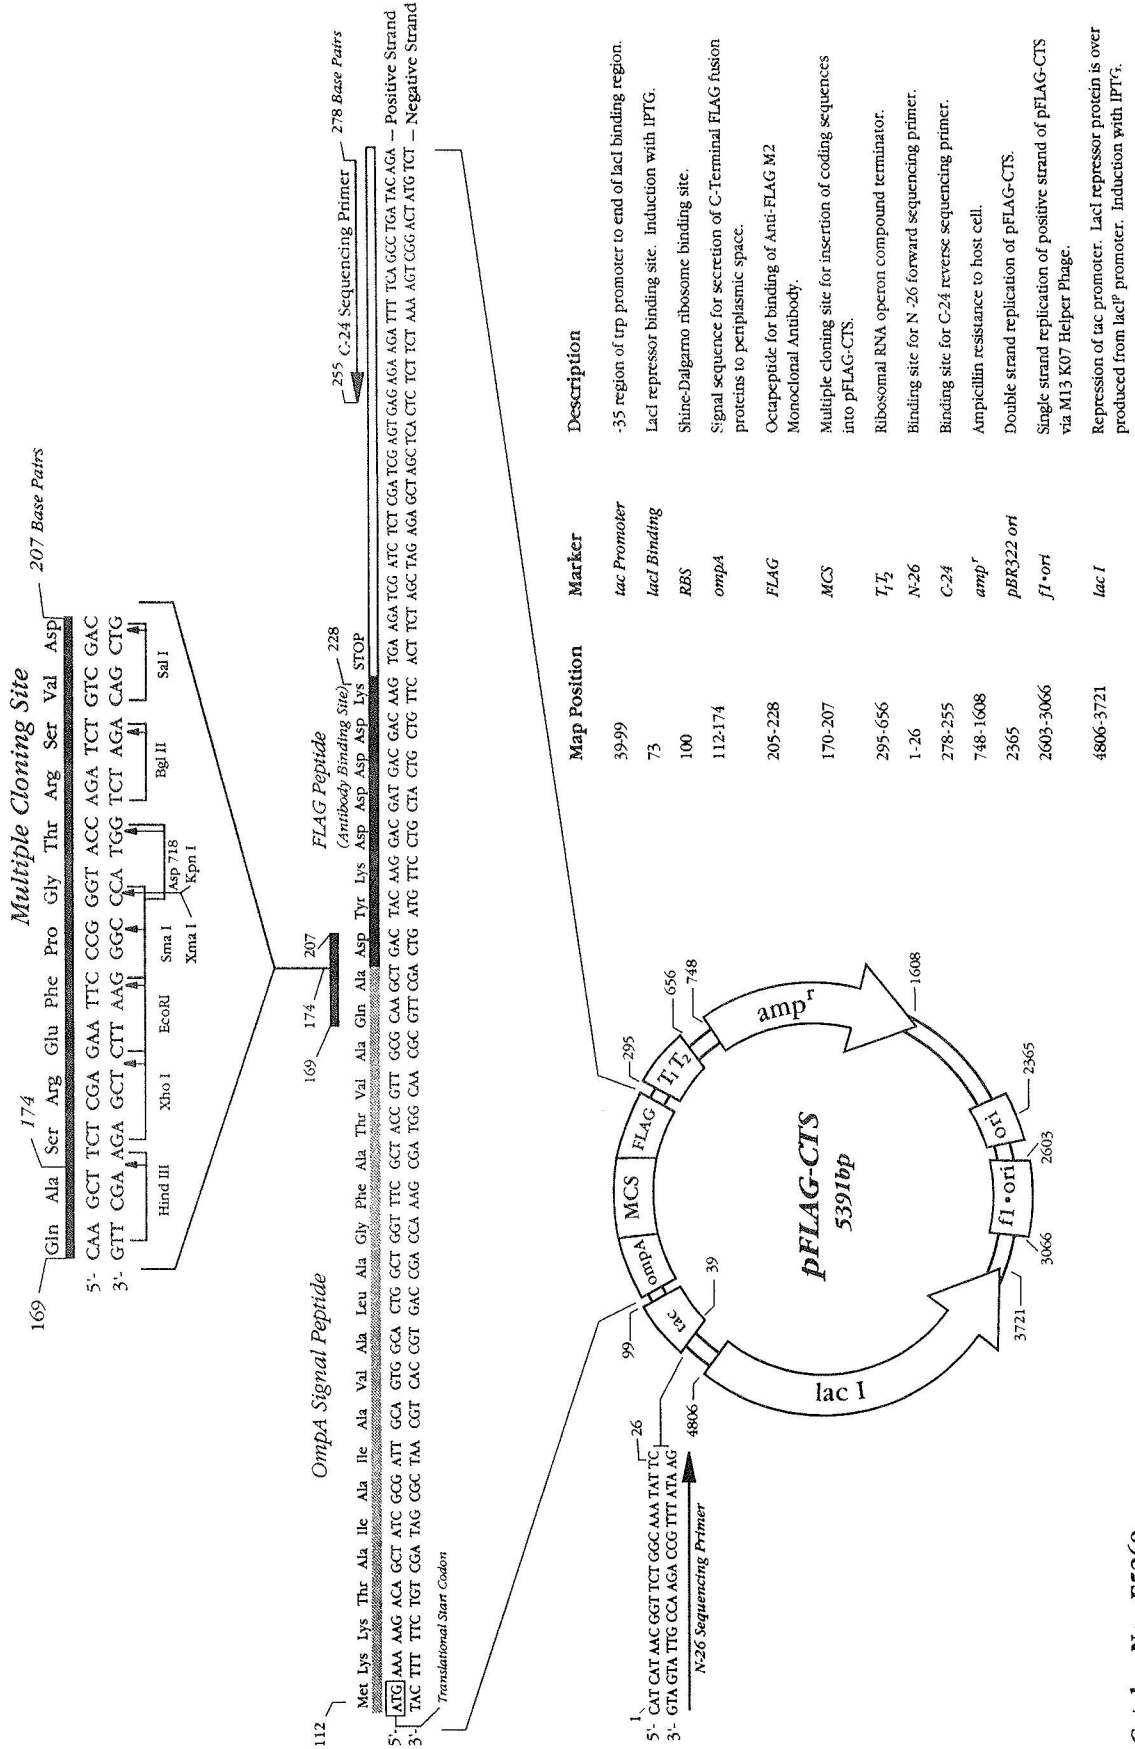 Multiple Cloning Site
169
174
207 Base Pairs
Gln Ala Ser Arg Glu Phe Pro Gly Thr Arg Ser Val Asp
5'- CAA GCT TCT CGA GAA TTC CCG GGT ACC AGA TCT GTC GAC
3'- GTT CGA AGA GCT CTT AAG GGC CCA TGG TCT AGA CAG CTG
Hind III
Xho I
EcoRI
Sma I
Xma I
Asp 718
Kpn I
Bgl II
Sal I
169
174
207
OmpA Signal Peptide
FLAG Peptide
(Antibody Binding Site)
112
228
255
C-24 Sequencing Primer
278 Base Pairs
Met Lys Lys Thr Ala Ile Ala Ile Ala Val Ala Leu Ala Gly Phe Ala Thr Val Ala Gln Ala Asp Tyr Lys Asp Asp Asp Asp Lys STOP
5'- ATG AAA AAG ACA GCT ATC GCG ATT GCA GTG GCA CTG GCT GGT TTC GCT ACC GTT GCG CAA GCT GAC TAC AAG GAC GAT GAC GAC AAG TGA AGA TCG ATC TCT CGA TCG AGT GAG AGA AGA TTT TCA GCC TGA TAC AGA – Positive Strand
3'- TAC TTT TTC TGT CGA TAG CGC TAA CGT CAC CGT GAC CGA CCA AAG CGA TGG CAA CGC GTT CGA CTG ATG TTC CTG CTA CTG CTG TTC ACT TCT AGC TAG AGA GCT AGC TCA CTC TCT TCT AAA AGT CGG ACT ATG TCT – Negative Strand
Translational Start Codon
1
26
5'- CAT CAT AAC GGT TCT GGC AAA TAT TC
3'- GTA GTA TTG CCA AGA CCG TTT ATA AG
N-26 Sequencing Primer
pFLAG-CTS
5391bp
tac
ompA
MCS
FLAG
T1 T2
ampr
ori
f1•ori
lac I
39
99
295
656
748
1608
2365
2603
3066
3721
4806
Map Position Marker Description
39-99 tac Promoter -35 region of trp promoter to end of lacI binding region.
73 lacI Binding LacI repressor binding site. Induction with IPTG.
100 RBS Shine-Dalgarno ribosome binding site.
112-174 ompA Signal sequence for secretion of C-Terminal FLAG fusion
proteins to periplasmic space.
205-228 FLAG Octapeptide for binding of Anti-FLAG M2
Monoclonal Antibody.
170-207 MCS Multiple cloning site for insertion of coding sequences
into pFLAG-CTS.
295-656 T1T2 Ribosomal RNA operon compound terminator.
1-26 N-26 Binding site for N -26 forward sequencing primer.
278-255 C-24 Binding site for C-24 reverse sequencing primer.
748-1608 ampr Ampicillin resistance to host cell.
2365 pBR322 ori Double strand replication of pFLAG-CTS.
2603-3066 f1•ori Single strand replication of positive strand of pFLAG-CTS
via M13 K07 Helper Phage.
4806-3721 lac I Repression of tac promoter. LacI repressor protein is over
produced from lacIP promoter. Induction with IPTG.